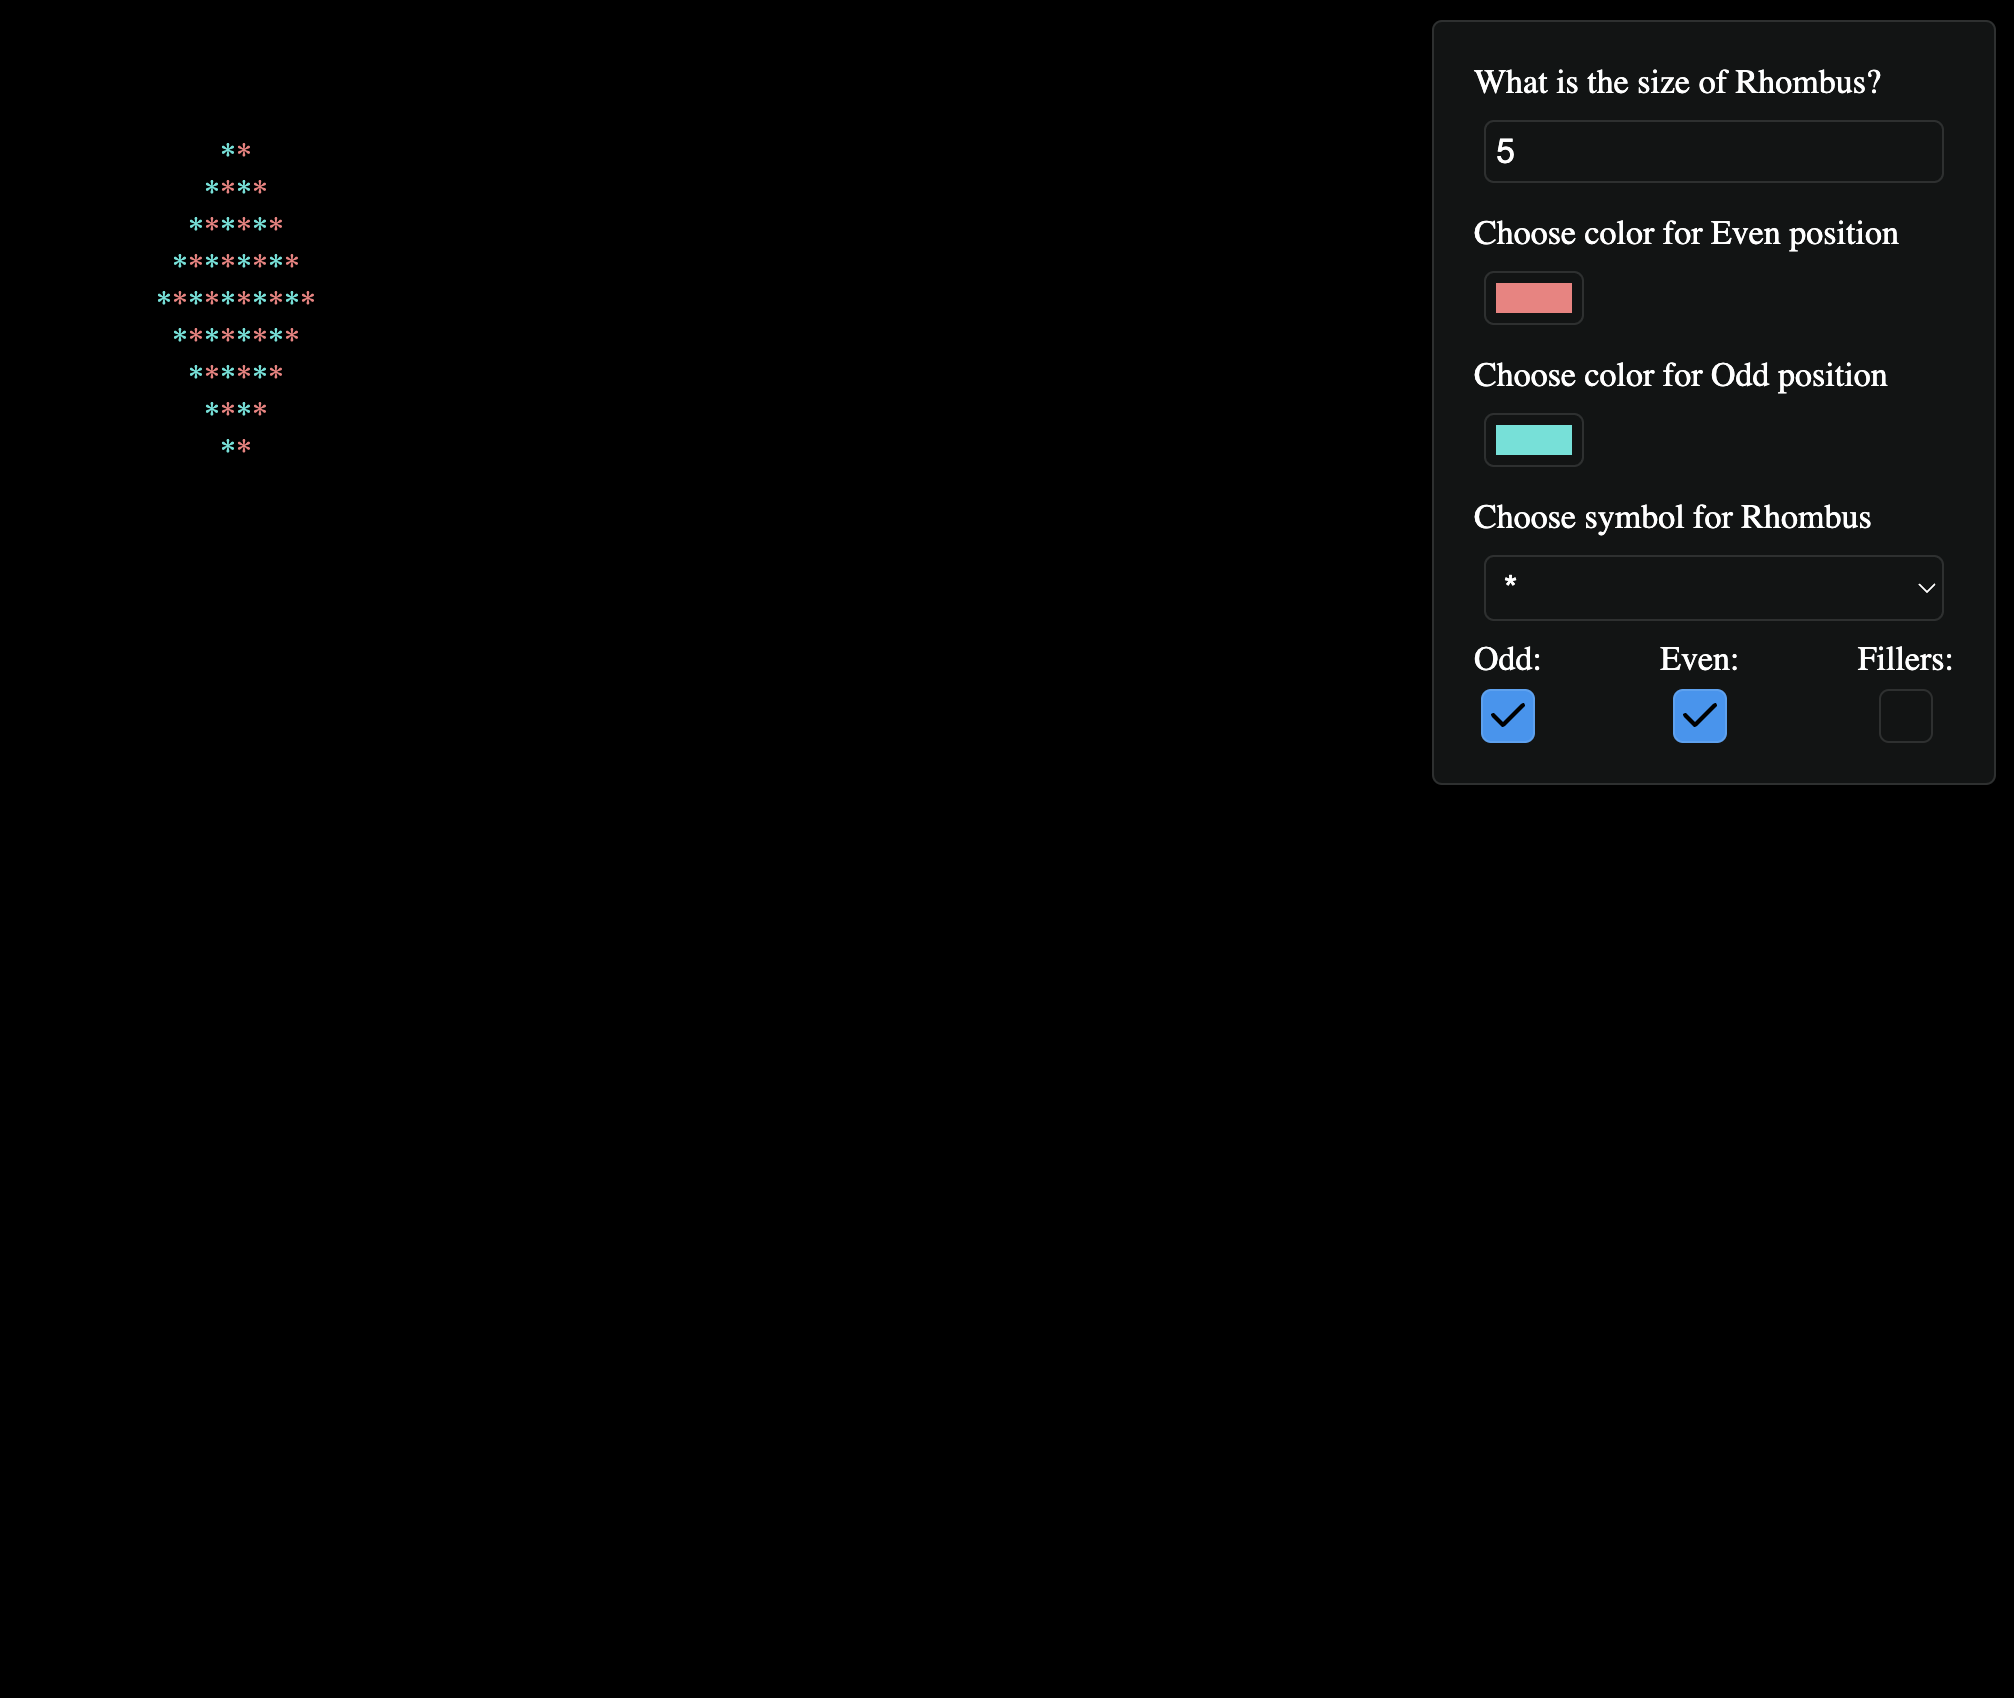 **
****
******
********
**********
********
******
****
**
What is the size of Rhombus?
5
Choose color for Even position
Choose color for Odd position
Choose symbol for Rhombus
*
Odd: Even: Fillers: